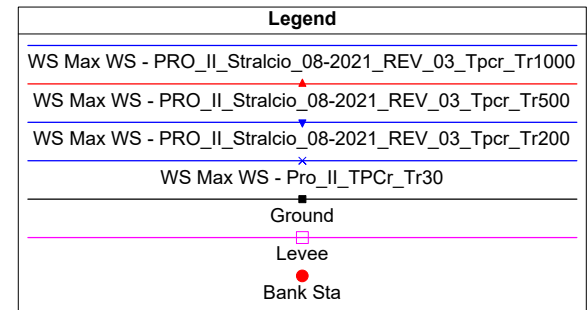 Legend
WS Max WS - PRO_II_Stralcio_08-2021_REV_03_Tpcr_Tr1000
WS Max WS - PRO_II_Stralcio_08-2021_REV_03_Tpcr_Tr500
WS Max WS - PRO_II_Stralcio_08-2021_REV_03_Tpcr_Tr200
WS Max WS - Pro_II_TPCr_Tr30
Ground
Levee
Bank Sta